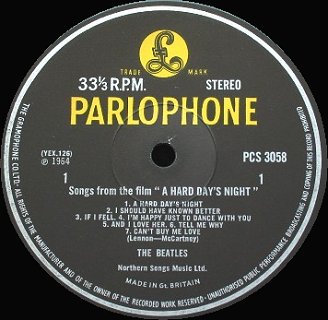 TRADE MARK
33⅓ R.P.M. STEREO
PARLOPHONE
(YEX.126)
℗ 1964
PCS 3058
1 1
Songs from the film "A HARD DAY'S NIGHT"
1. A HARD DAY'S NIGHT
2. I SHOULD HAVE KNOWN BETTER
3. IF I FELL. 4. I'M HAPPY JUST TO DANCE WITH YOU
5. AND I LOVE HER. 6. TELL ME WHY
7. CAN'T BUY ME LOVE
(Lennon—McCartney)
THE BEATLES
Northern Songs Music Ltd.
MADE IN GT. BRITAIN
THE GRAMOPHONE CO. LTD. ALL RIGHTS OF THE MANUFACTURER AND OF THE OWNER OF THE RECORDED WORK RESERVED. UNAUTHORISED PUBLIC PERFORMANCE BROADCASTING AND COPYING OF THIS RECORD PROHIBITED